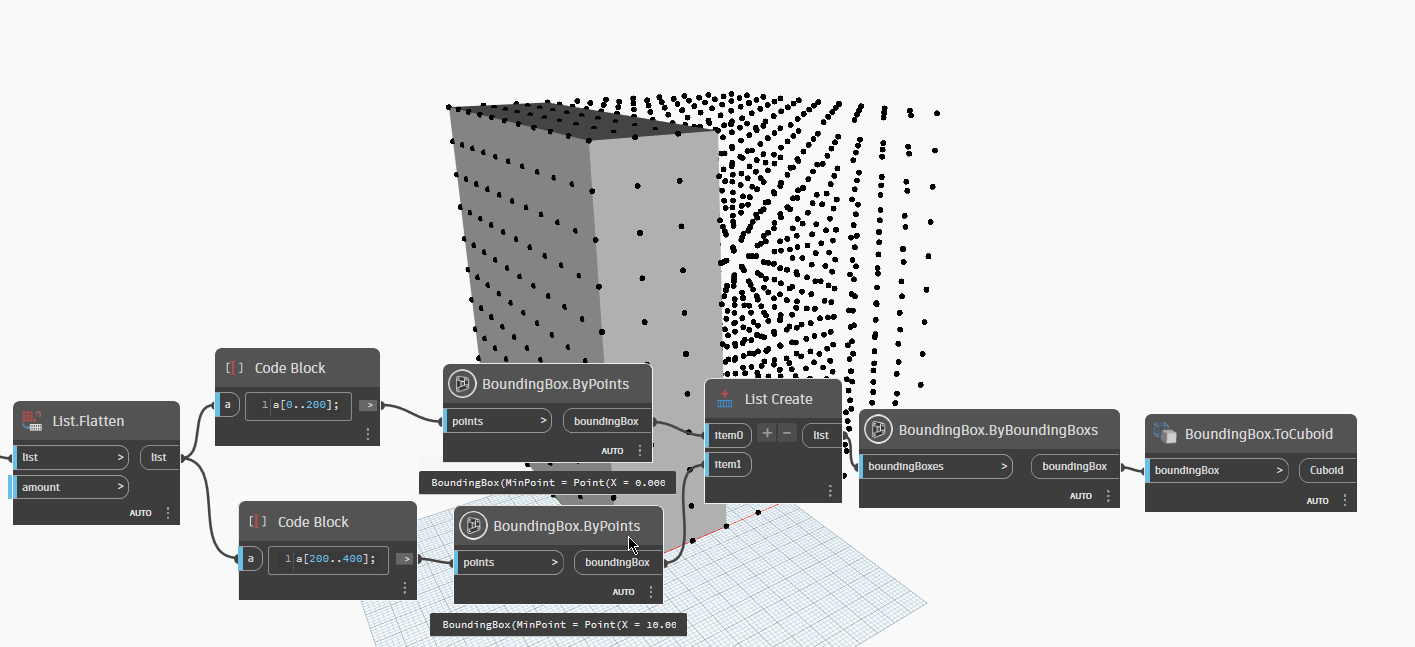 Code Block
a
1 a[0..200];
>
BoundingBox.ByPoints
points >
boundingBox
AUTO
BoundingBox(MinPoint = Point(X = 0.000
List.Flatten
list >
list
amount >
AUTO
Code Block
a
1 a[200..400];
>
BoundingBox.ByPoints
points >
boundingBox
AUTO
BoundingBox(MinPoint = Point(X = 10.00
List Create
item0
+
-
list
item1
BoundingBox.ByBoundingBoxs
boundingBoxes >
boundingBox
AUTO
BoundingBox.ToCuboid
boundingBox >
Cuboid
AUTO